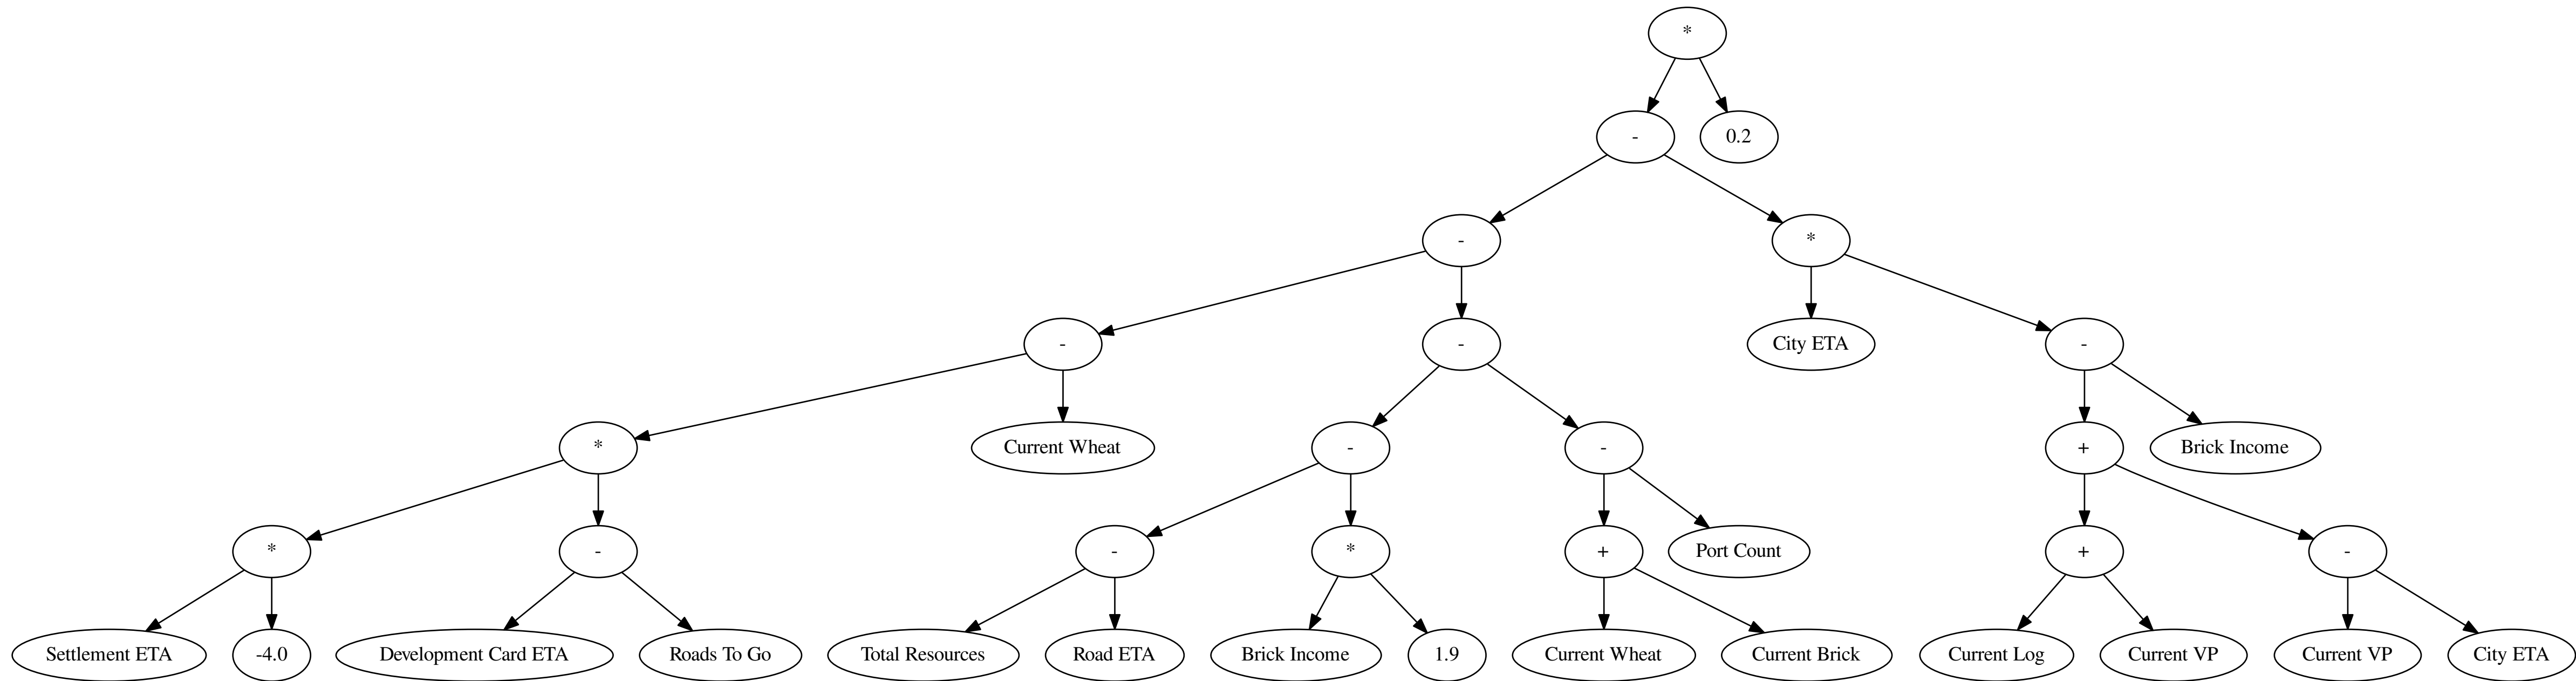 *
- 0.2
- *
- - City ETA -
* Current Wheat - - + Brick Income
* - - * + Port Count + -
Settlement ETA -4.0 Development Card ETA Roads To Go Total Resources Road ETA Brick Income 1.9 Current Wheat Current Brick Current Log Current VP Current VP City ETA